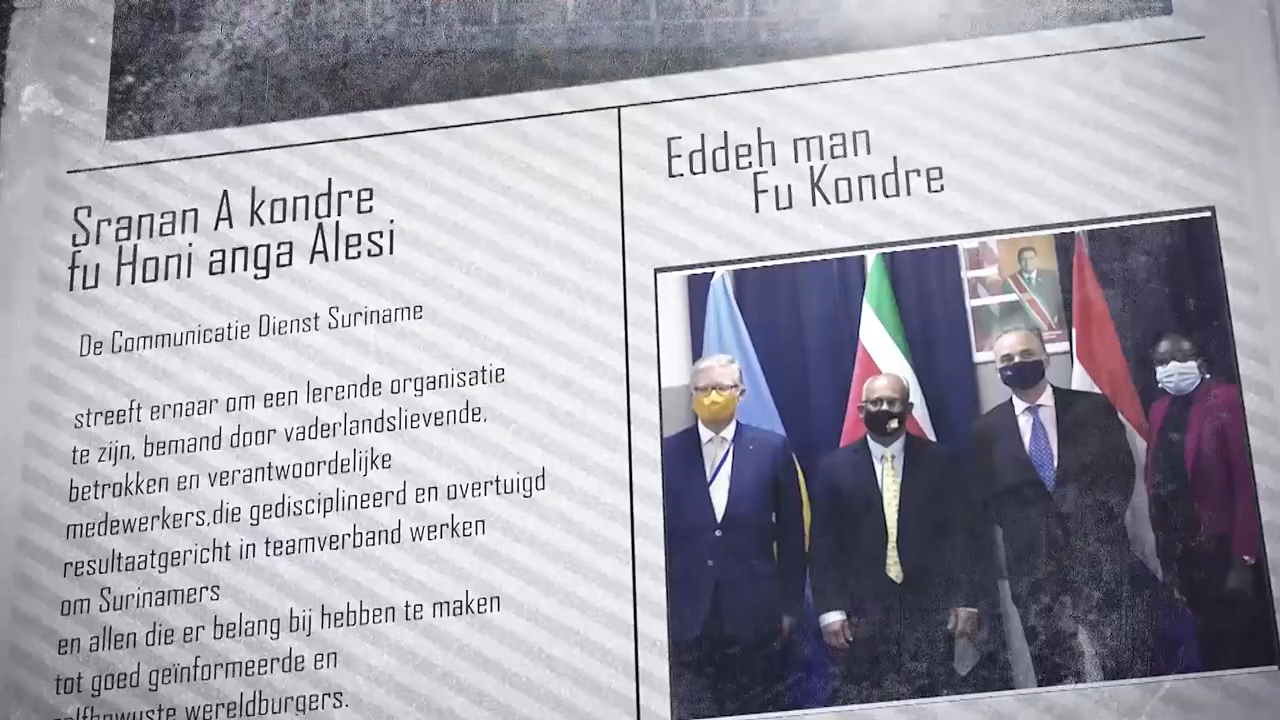 Sranan A kondre
fu Honi anga Alesi
De Communicatie Dienst Suriname
streeft ernaar om een lerende organisatie
te zijn, bemand door vaderlandslievende,
betrokken en verantwoordelijke
medewerkers,die gedisciplineerd en overtuigd
resultaatgericht in teamverband werken
om Surinamers
en allen die er belang bij hebben te maken
tot goed geïnformeerde en
zelfbewuste wereldburgers.
Eddeh man
Fu Kondre